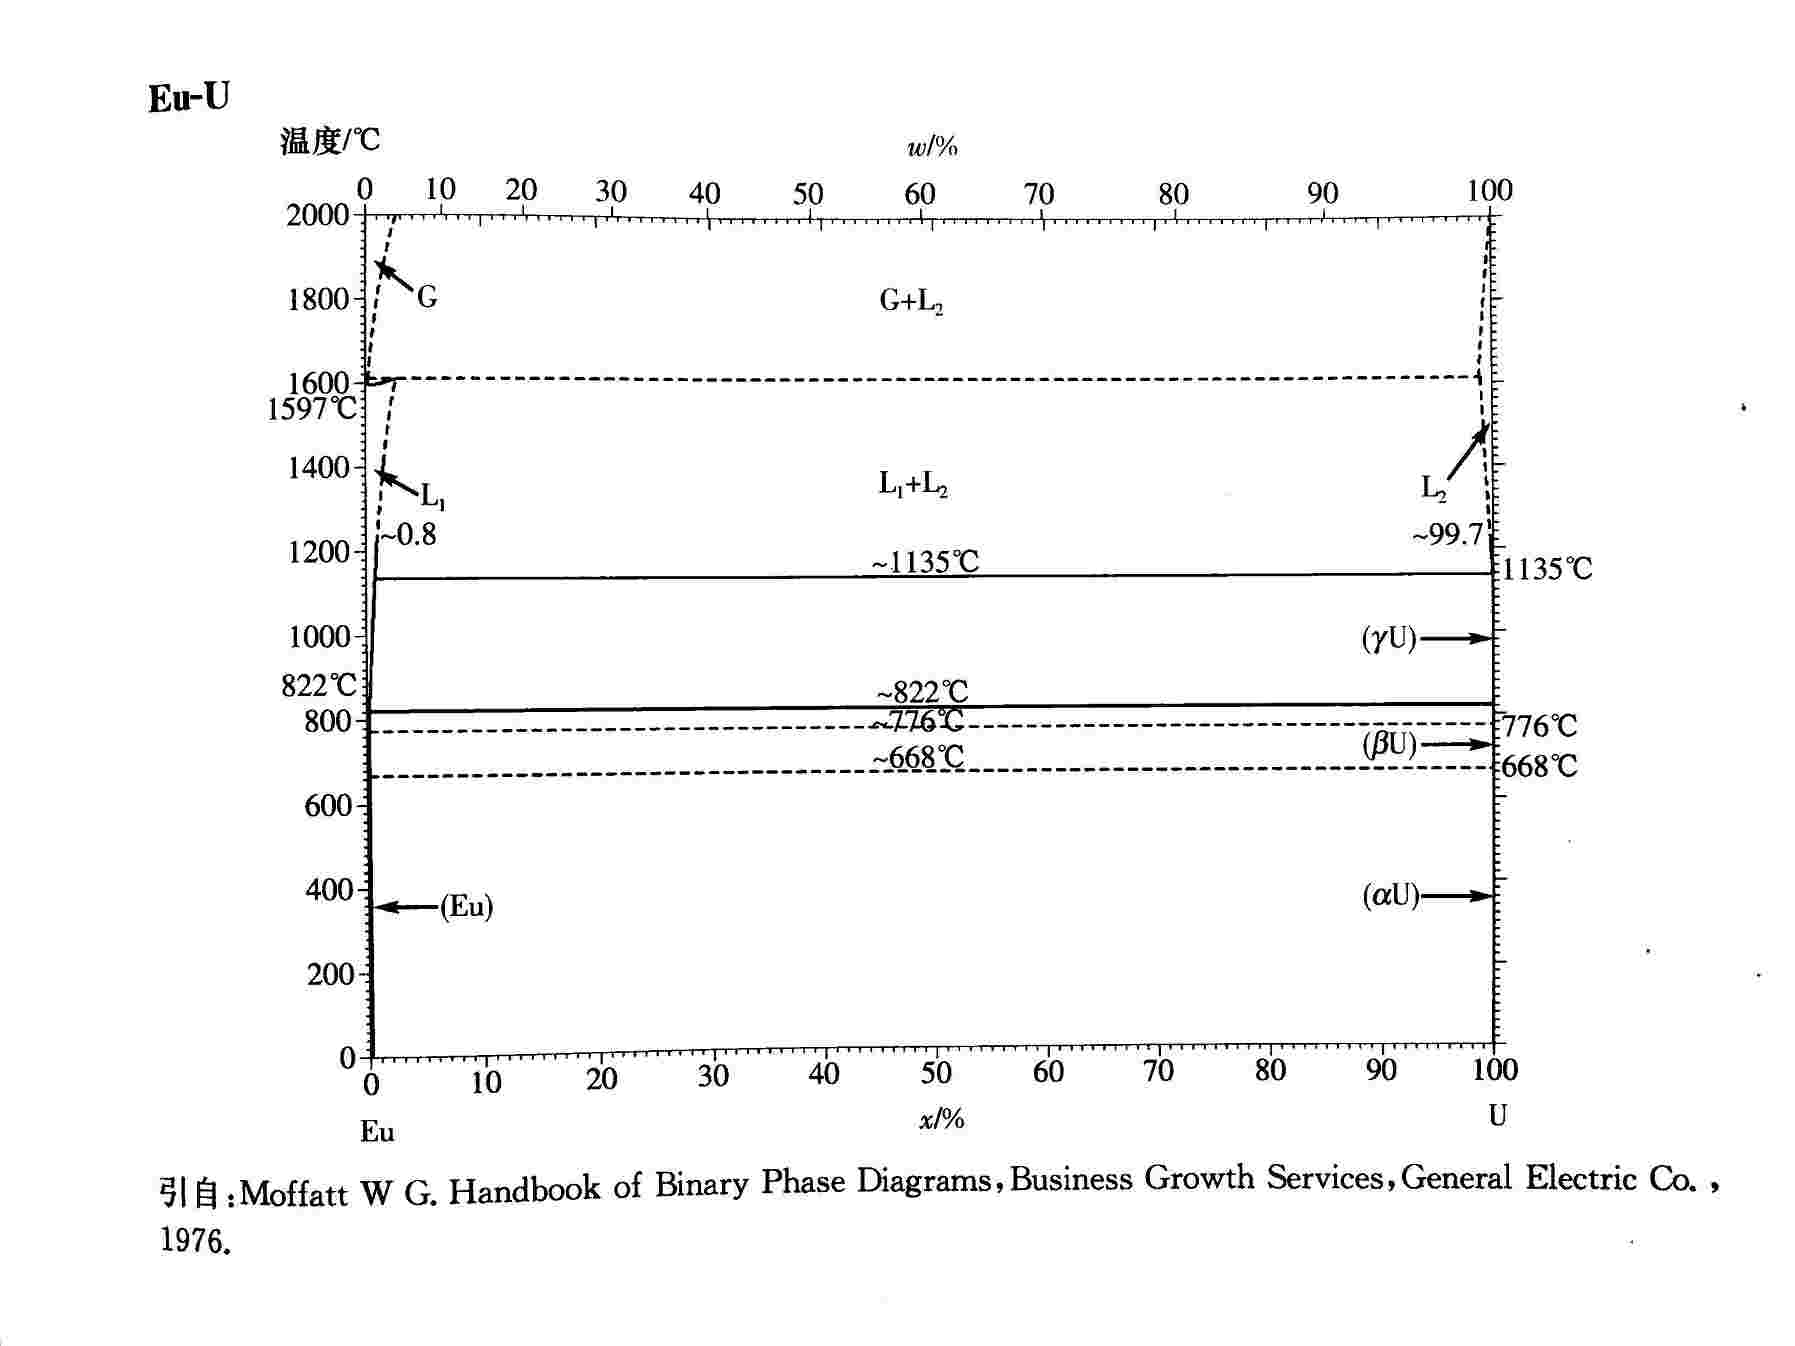 Eu-U
温度/℃
w/%
0 10 20 30 40 50 60 70 80 90 100
2000
1800
G
G+L₂
1600
1597℃
1400
L₁
L₁+L₂
L₂
~0.8
~99.7
1200
~1135℃
1135℃
1000
(γU)
822℃
~822℃
800
~776℃
776℃
(βU)
~668℃
668℃
600
400
(Eu)
(αU)
200
0
0 10 20 30 40 50 60 70 80 90 100
Eu
x/%
U
引自:Moffatt W G. Handbook of Binary Phase Diagrams, Business Growth Services, General Electric Co. ,
1976.